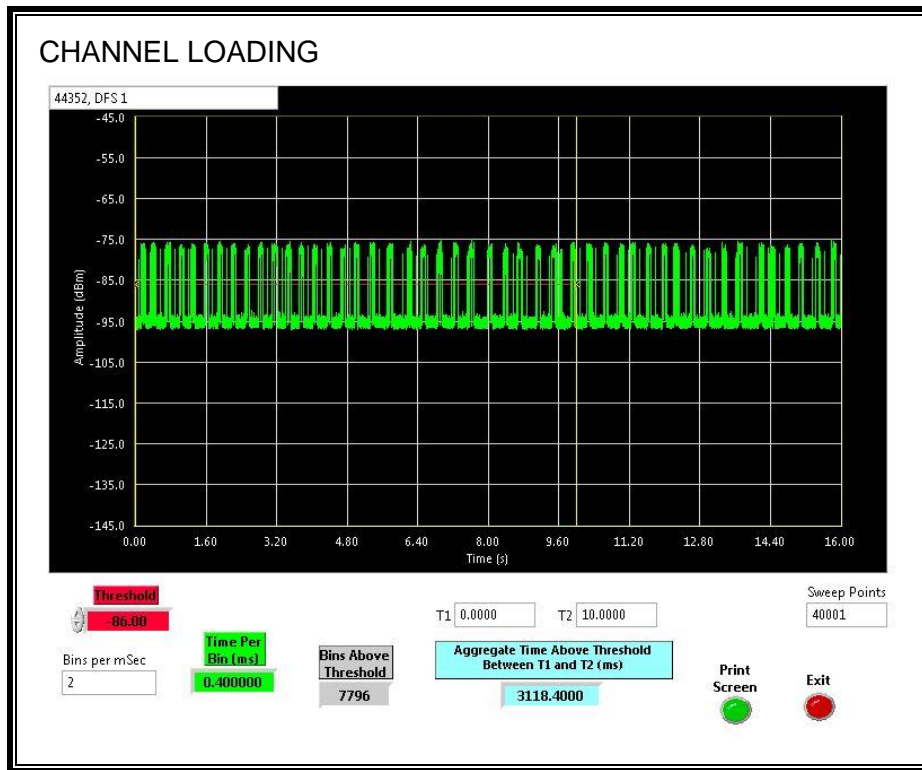 CHANNEL LOADING
44352, DFS 1
-45.0
-55.0
-65.0
-75.0
-85.0
-95.0
-105.0
-115.0
-125.0
-135.0
-145.0
Amplitude (dBm)
0.00 1.60 3.20 4.80 6.40 8.00 9.60 11.20 12.80 14.40 16.00
Time (s)
Threshold
-86.00
Bins per mSec
2
Time Per
Bin (ms)
0.400000
Bins Above
Threshold
7796
T1 0.0000 T2 10.0000
Aggregate Time Above Threshold
Between T1 and T2 (ms)
3118.4000
Sweep Points
40001
Print
Screen
Exit